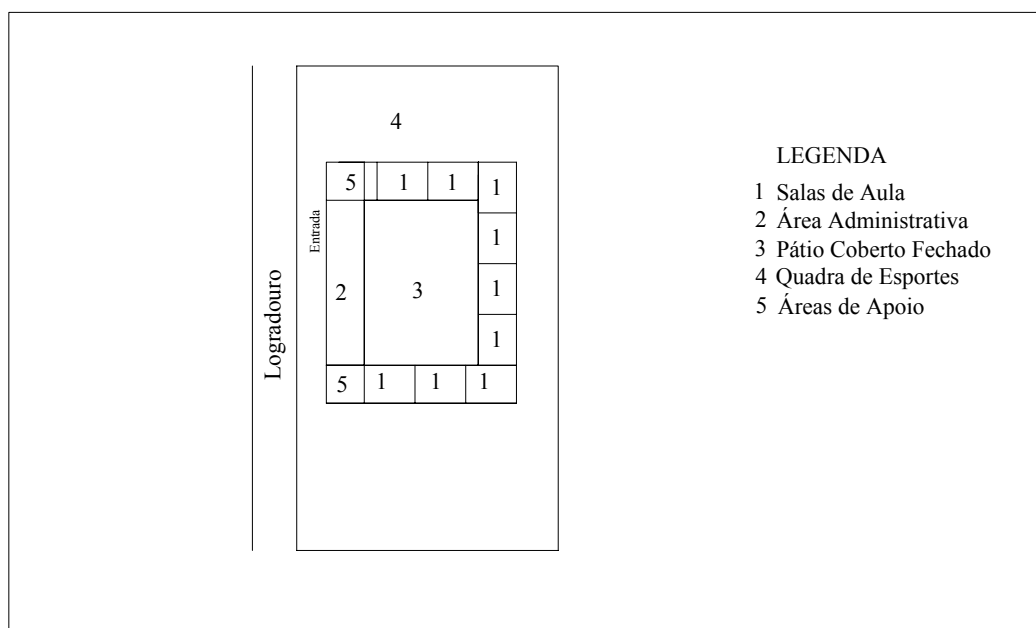 4
5 1 1 1
Entrada
1
Logradouro
2 3 1
1
5 1 1 1
LEGENDA
1 Salas de Aula
2 Área Administrativa
3 Pátio Coberto Fechado
4 Quadra de Esportes
5 Áreas de Apoio